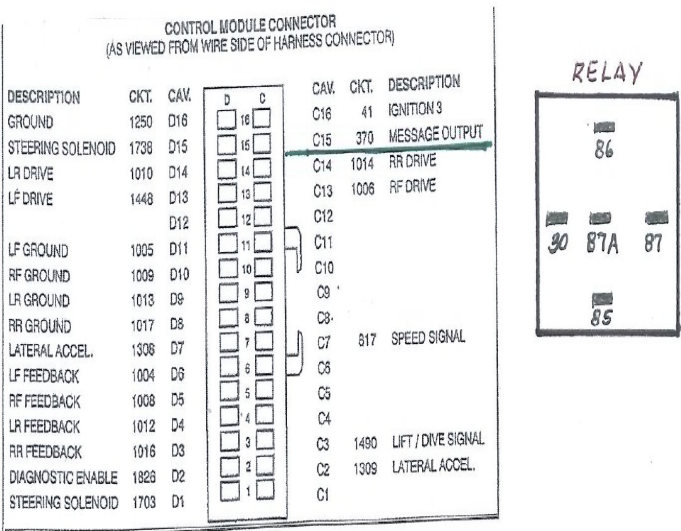 CONTROL MODULE CONNECTOR
(AS VIEWED FROM WIRE SIDE OF HARNESS CONNECTOR)
DESCRIPTION CKT. CAV. D C CAV. CKT. DESCRIPTION
GROUND 1250 D16 16 C16 41 IGNITION 3
STEERING SOLENOID 1738 D15 15 C15 370 MESSAGE OUTPUT
LR DRIVE 1010 D14 14 C14 1014 RR DRIVE
LF DRIVE 1448 D13 13 C13 1006 RF DRIVE
D12 12 C12
LF GROUND 1005 D11 11 C11
RF GROUND 1009 D10 10 C10
LR GROUND 1013 D9 9 C9
RR GROUND 1017 D8 8 C8
LATERAL ACCEL. 1306 D7 7 C7 817 SPEED SIGNAL
LF FEEDBACK 1004 D6 6 C6
RF FEEDBACK 1008 D5 5 C5
LR FEEDBACK 1012 D4 4 C4
RR FEEDBACK 1016 D3 3 C3 1490 LIFT / DIVE SIGNAL
DIAGNOSTIC ENABLE 1826 D2 2 C2 1309 LATERAL ACCEL.
STEERING SOLENOID 1703 D1 1 C1
RELAY
86
30 87A 87
85